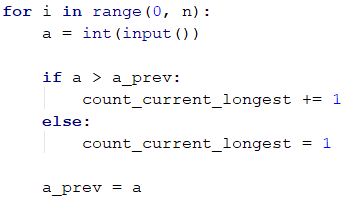 for i in range(0, n):
    a = int(input())

    if a > a_prev:
        count_current_longest += 1
    else:
        count_current_longest = 1

    a_prev = a